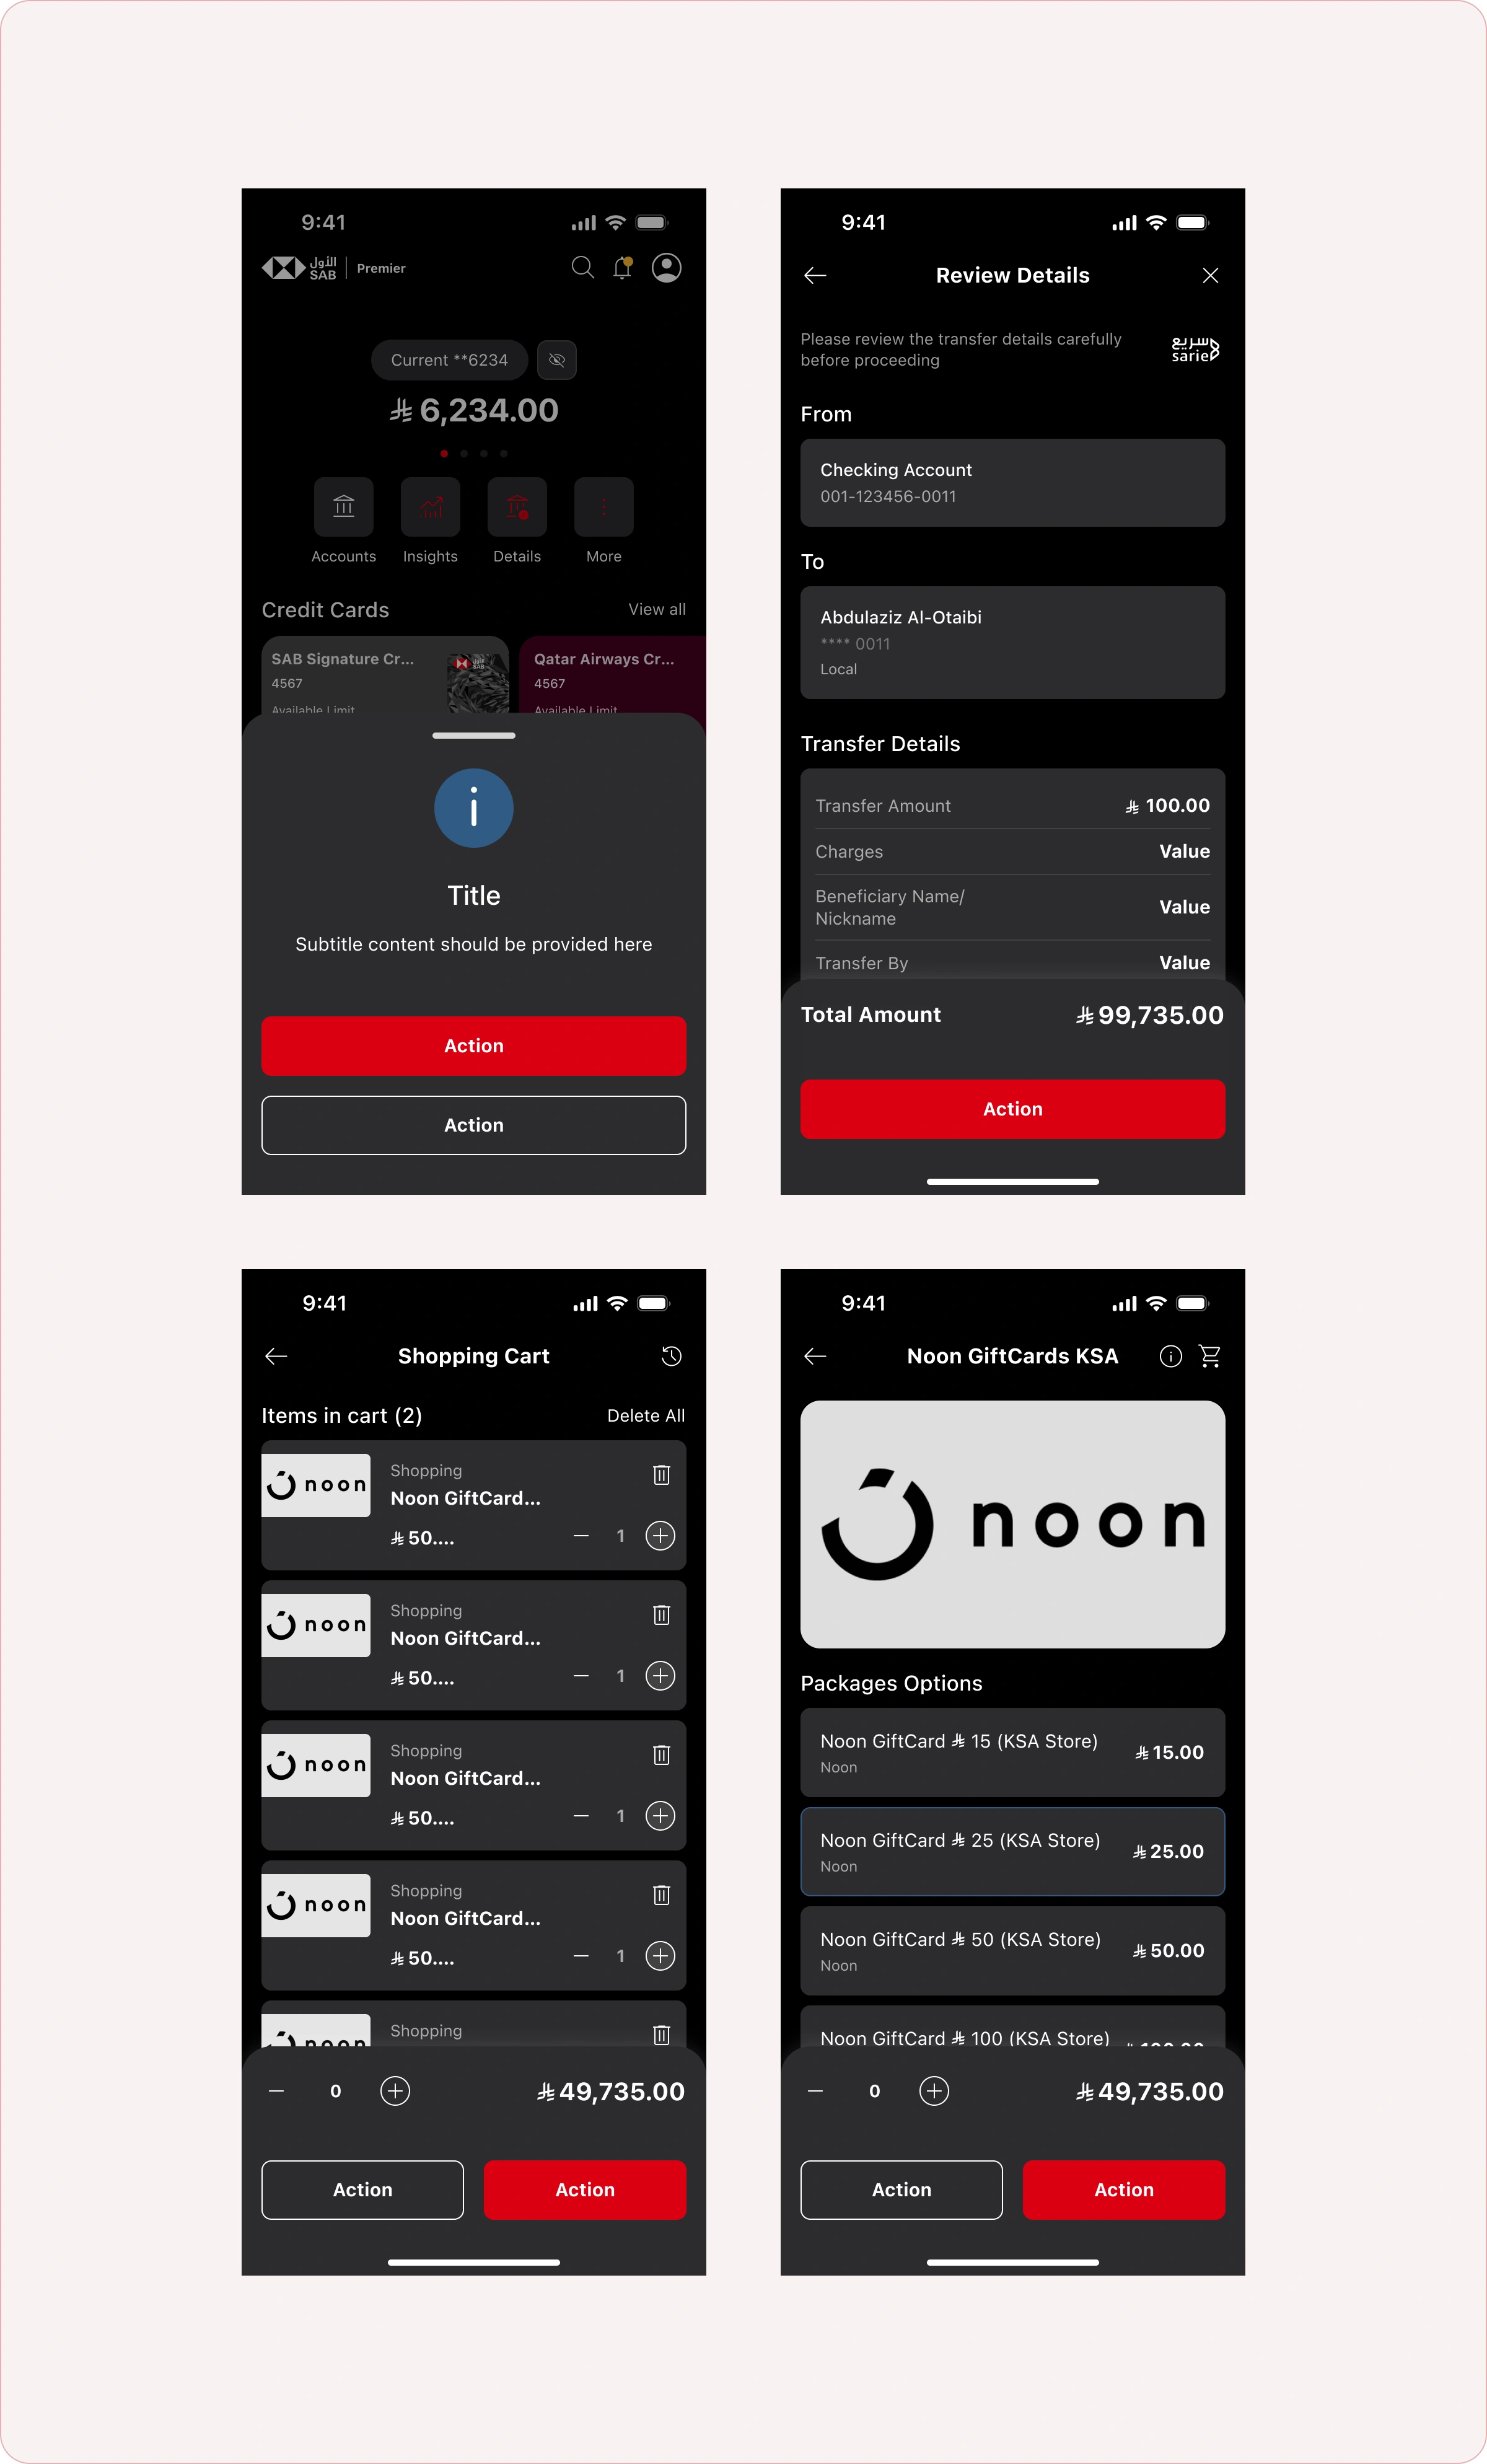 9:41
الأول
SAB
Premier
Current **6234
⃁ 6,234.00
Accounts
Insights
Details
More
Credit Cards
View all
SAB Signature Cr...
4567
Available Limit
Qatar Airways Cr...
4567
Available Limit
Title
Subtitle content should be provided here
Action
Action
9:41
Review Details
Please review the transfer details carefully
before proceeding
سريع
sarie
From
Checking Account
001-123456-0011
To
Abdulaziz Al-Otaibi
**** 0011
Local
Transfer Details
Transfer Amount
⃁ 100.00
Charges
Value
Beneficiary Name/
Nickname
Value
Transfer By
Value
Total Amount
⃁ 99,735.00
Action
9:41
Shopping Cart
Items in cart (2)
Delete All
noon
Shopping
Noon GiftCard...
⃁ 50....
1
noon
Shopping
Noon GiftCard...
⃁ 50....
1
noon
Shopping
Noon GiftCard...
⃁ 50....
1
noon
Shopping
Noon GiftCard...
⃁ 50....
1
noon
Shopping
0
⃁ 49,735.00
Action
Action
9:41
Noon GiftCards KSA
noon
Packages Options
Noon GiftCard ⃁ 15 (KSA Store)
Noon
⃁ 15.00
Noon GiftCard ⃁ 25 (KSA Store)
Noon
⃁ 25.00
Noon GiftCard ⃁ 50 (KSA Store)
Noon
⃁ 50.00
Noon GiftCard ⃁ 100 (KSA Store)
0
⃁ 49,735.00
Action
Action